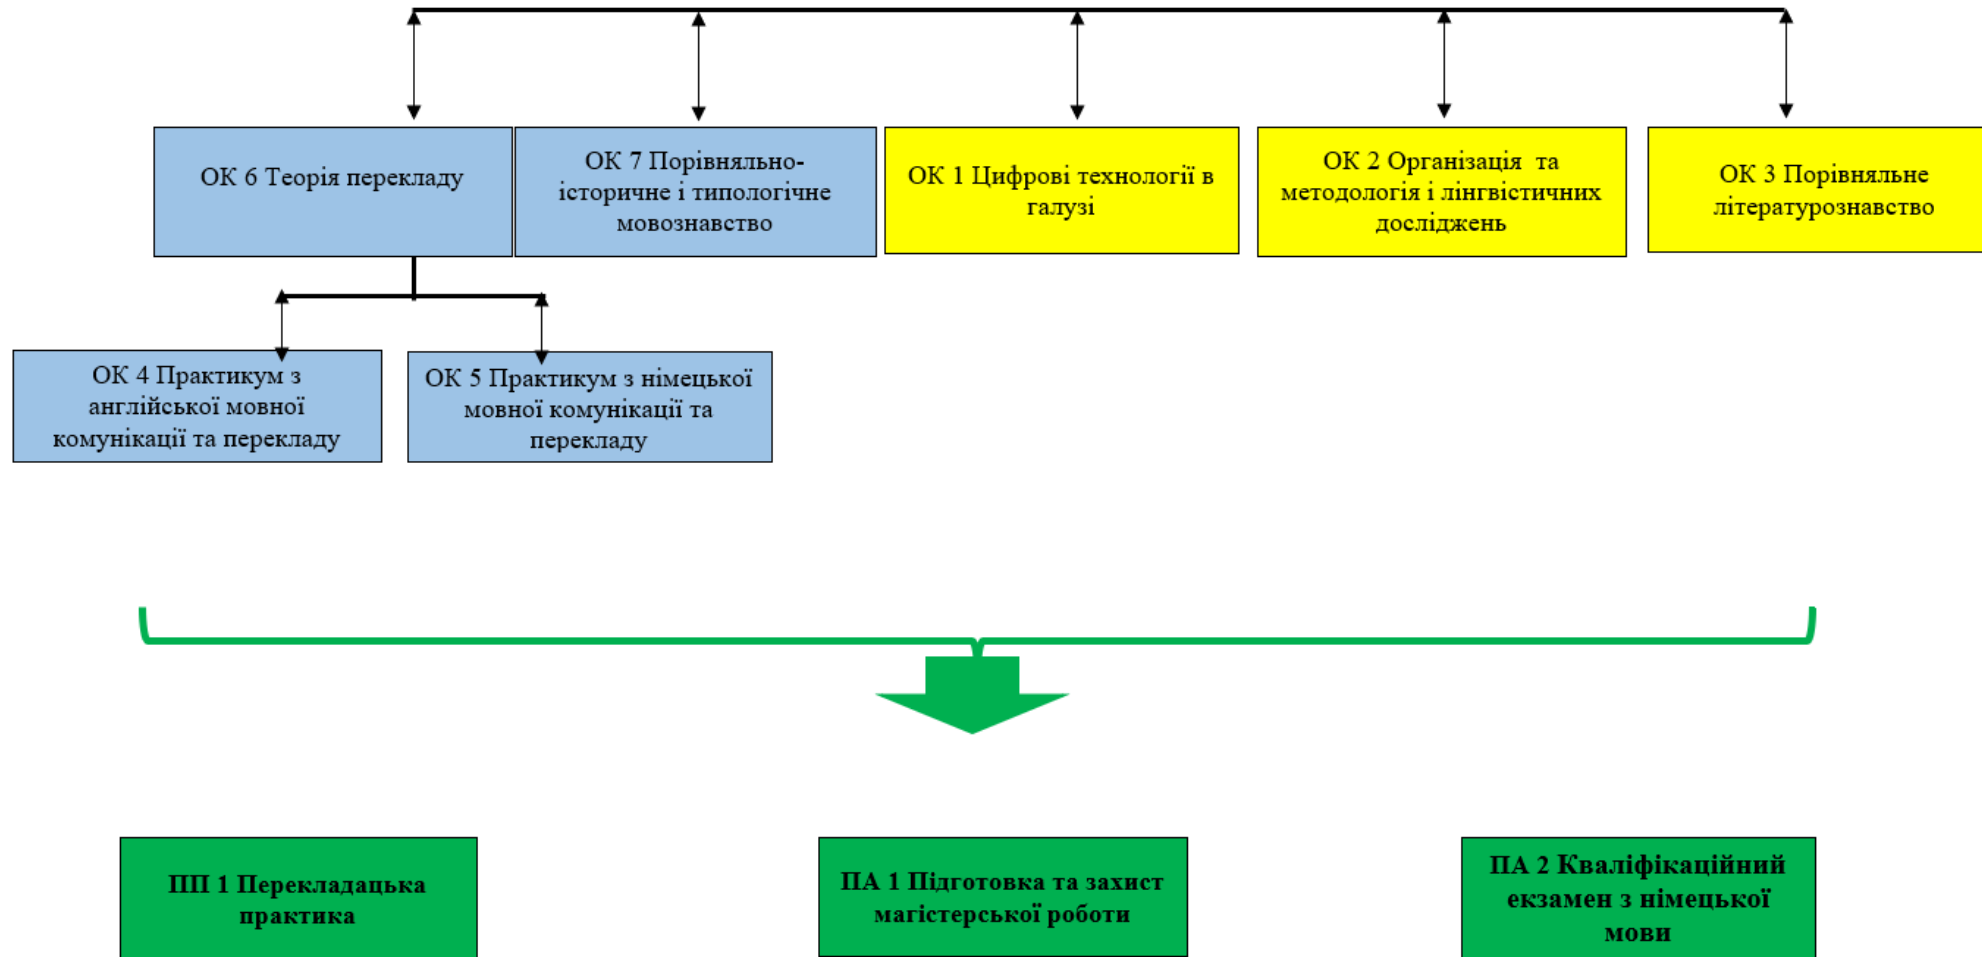 ОК 6 Теорія перекладу
ОК 7 Порівняльно-
історичне і типологічне
мовознавство
ОК 1 Цифрові технології в
галузі
ОК 2 Організація та
методологія і лінгвістичних
досліджень
ОК 3 Порівняльне
літературознавство
ОК 4 Практикум з
англійської мовної
комунікації та перекладу
ОК 5 Практикум з німецької
мовної комунікації та
перекладу
ПП 1 Перекладацька
практика
ПА 1 Підготовка та захист
магістерської роботи
ПА 2 Кваліфікаційний
екзамен з німецької
мови